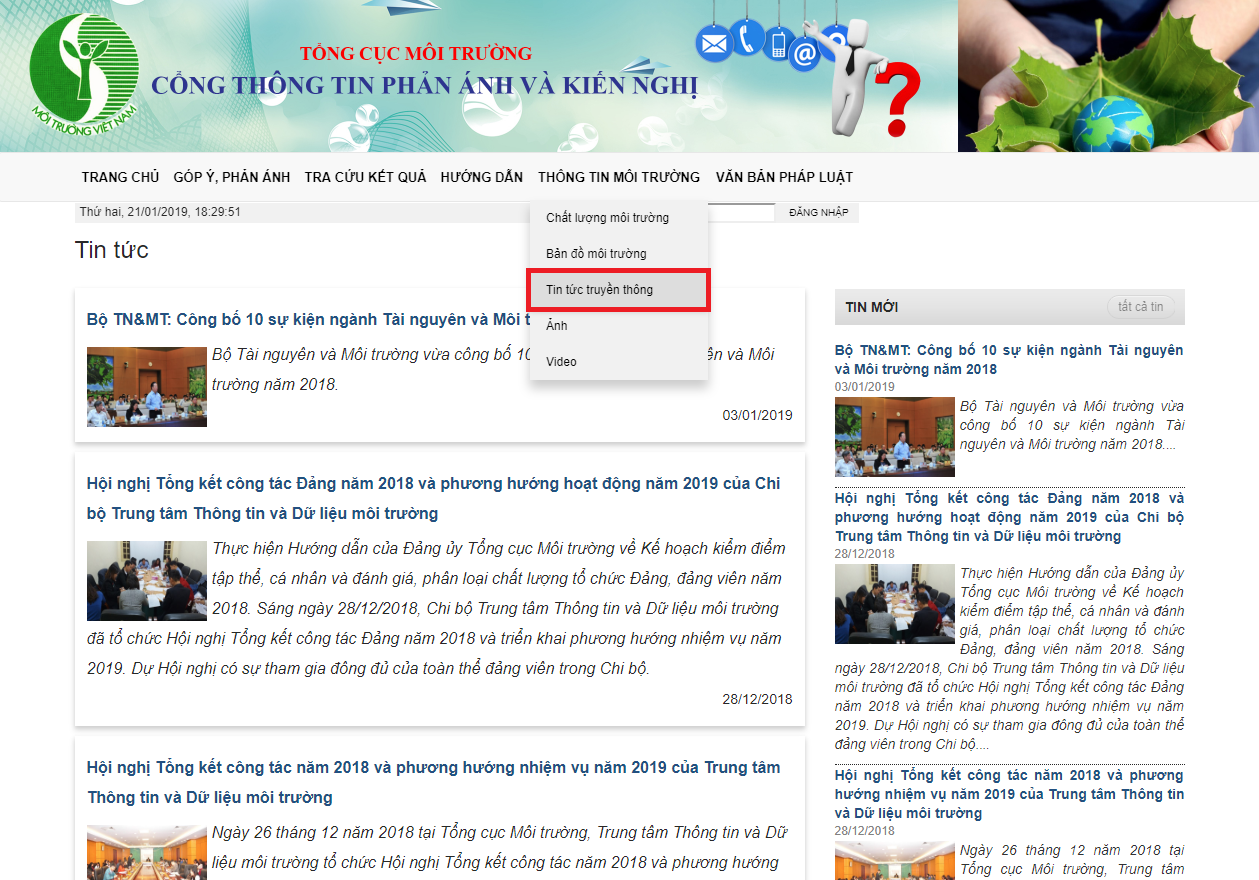 MÔI TRƯỜNG VIỆT NAM
TỔNG CỤC MÔI TRƯỜNG
CỔNG THÔNG TIN PHẢN ÁNH VÀ KIẾN NGHỊ
@
?
TRANG CHỦ GÓP Ý, PHẢN ÁNH TRA CỨU KẾT QUẢ HƯỚNG DẪN THÔNG TIN MÔI TRƯỜNG VĂN BẢN PHÁP LUẬT
Thứ hai, 21/01/2019, 18:29:51
ĐĂNG NHẬP
Chất lượng môi trường
Bản đồ môi trường
Tin tức truyền thông
Ảnh
Video
Tin tức
Bộ TN&MT: Công bố 10 sự kiện ngành Tài nguyên và Môi t
Bộ Tài nguyên và Môi trường vừa công bố 10 ên và Môi
trường năm 2018.
03/01/2019
Hội nghị Tổng kết công tác Đảng năm 2018 và phương hướng hoạt động năm 2019 của Chi
bộ Trung tâm Thông tin và Dữ liệu môi trường
Thực hiện Hướng dẫn của Đảng ủy Tổng cục Môi trường về Kế hoạch kiểm điểm
tập thể, cá nhân và đánh giá, phân loại chất lượng tổ chức Đảng, đảng viên năm
2018. Sáng ngày 28/12/2018, Chi bộ Trung tâm Thông tin và Dữ liệu môi trường
đã tổ chức Hội nghị Tổng kết công tác Đảng năm 2018 và triển khai phương hướng nhiệm vụ năm
2019. Dự Hội nghị có sự tham gia đông đủ của toàn thể đảng viên trong Chi bộ.
28/12/2018
Hội nghị Tổng kết công tác năm 2018 và phương hướng nhiệm vụ năm 2019 của Trung tâm
Thông tin và Dữ liệu môi trường
Ngày 26 tháng 12 năm 2018 tại Tổng cục Môi trường, Trung tâm Thông tin và Dữ
liệu môi trường tổ chức Hội nghị Tổng kết công tác năm 2018 và phương hướng
TIN MỚI
tất cả tin
Bộ TN&MT: Công bố 10 sự kiện ngành Tài nguyên
và Môi trường năm 2018
03/01/2019
Bộ Tài nguyên và Môi trường vừa
công bố 10 sự kiện ngành Tài
nguyên và Môi trường năm 2018....
Hội nghị Tổng kết công tác Đảng năm 2018 và
phương hướng hoạt động năm 2019 của Chi bộ
Trung tâm Thông tin và Dữ liệu môi trường
28/12/2018
Thực hiện Hướng dẫn của Đảng ủy
Tổng cục Môi trường về Kế hoạch
kiểm điểm tập thể, cá nhân và đánh
giá, phân loại chất lượng tổ chức
Đảng, đảng viên năm 2018. Sáng
ngày 28/12/2018, Chi bộ Trung tâm Thông tin và Dữ liệu
môi trường đã tổ chức Hội nghị Tổng kết công tác Đảng
năm 2018 và triển khai phương hướng nhiệm vụ năm
2019. Dự Hội nghị có sự tham gia đông đủ của toàn thể
đảng viên trong Chi bộ....
Hội nghị Tổng kết công tác năm 2018 và phương
hướng nhiệm vụ năm 2019 của Trung tâm Thông tin
và Dữ liệu môi trường
28/12/2018
Ngày 26 tháng 12 năm 2018 tại
Tổng cục Môi trường, Trung tâm